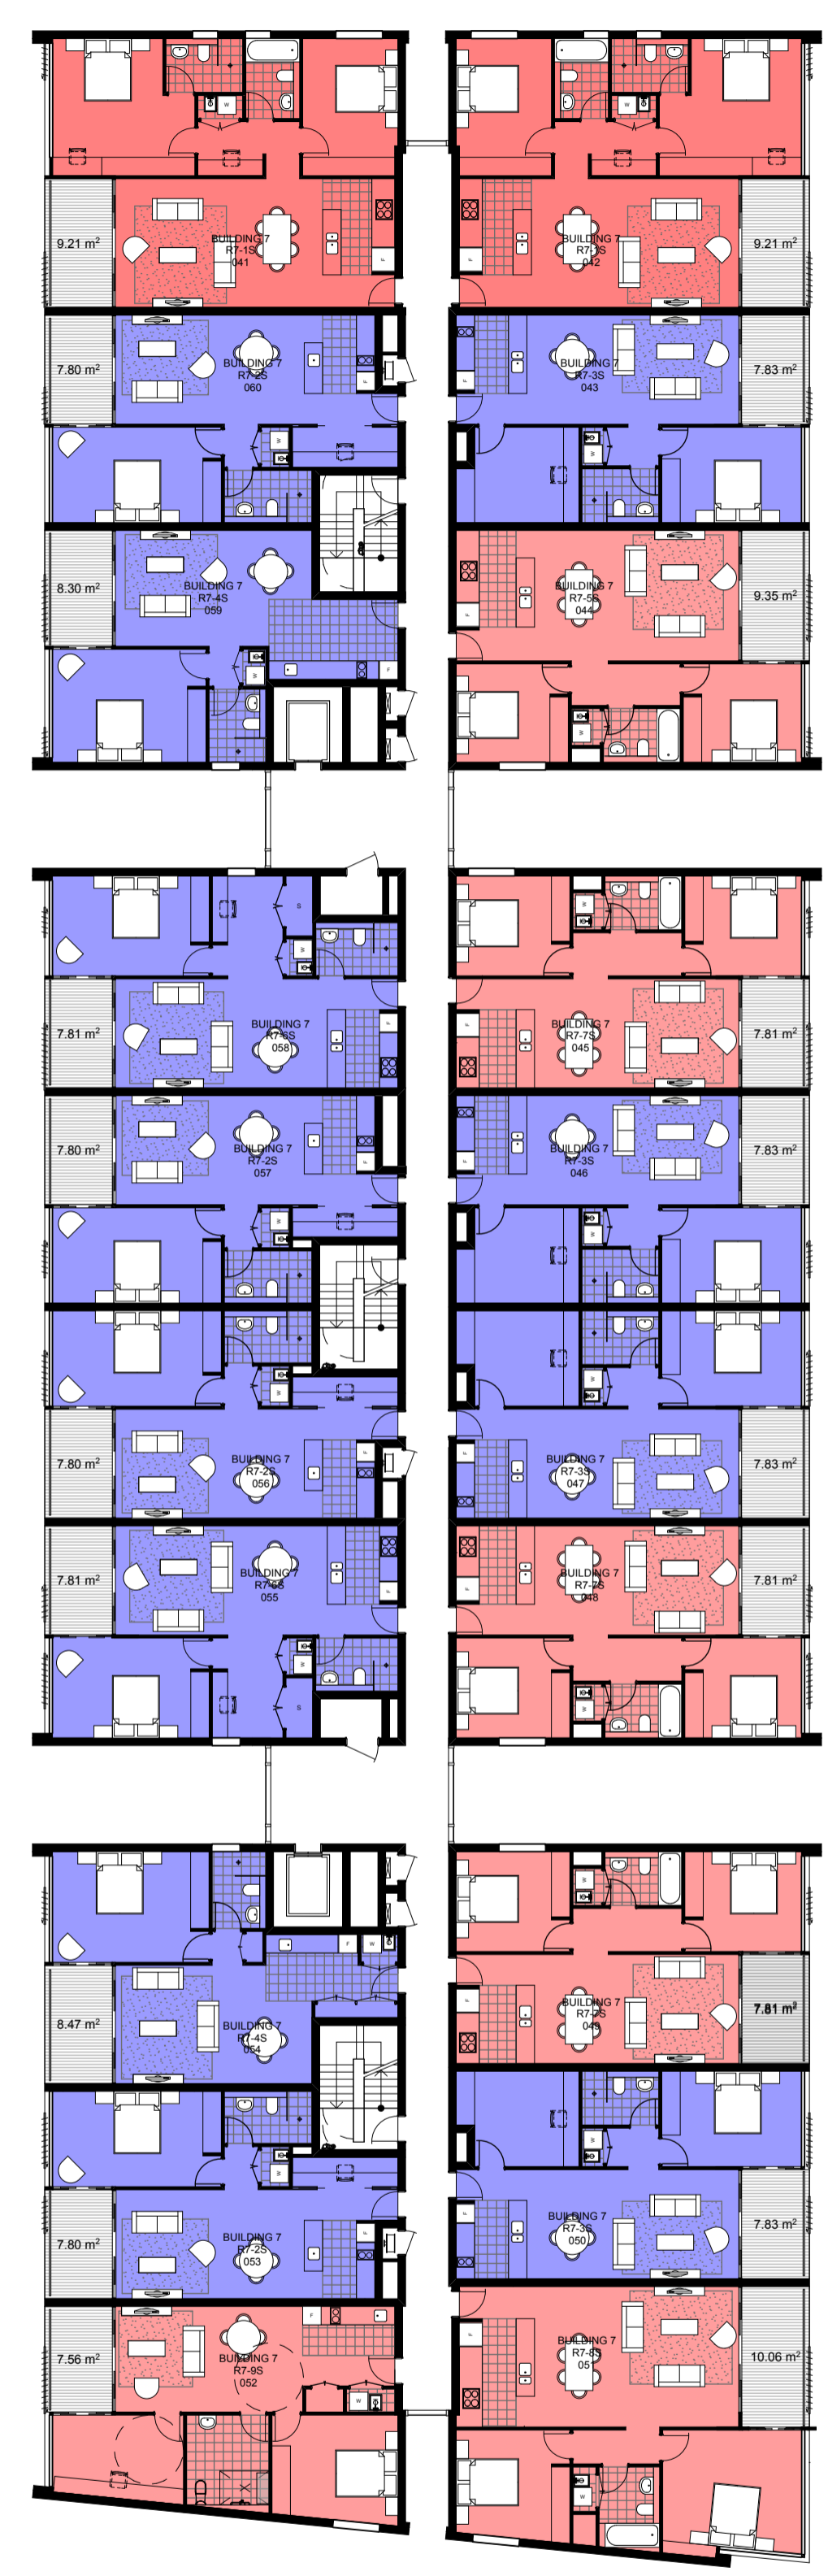 9.21 m²
BUILDING 7
R7-1S
041
BUILDING 7
R7-1S
042
9.21 m²
7.80 m²
BUILDING 7
R7-2S
060
BUILDING 7
R7-3S
043
7.83 m²
8.30 m²
BUILDING 7
R7-4S
059
BUILDING 7
R7-5S
044
9.35 m²
7.81 m²
BUILDING 7
R7-6S
058
BUILDING 7
R7-7S
045
7.81 m²
7.80 m²
BUILDING 7
R7-2S
057
BUILDING 7
R7-3S
046
7.83 m²
7.80 m²
BUILDING 7
R7-2S
056
BUILDING 7
R7-3S
047
7.83 m²
7.81 m²
BUILDING 7
R7-6S
055
BUILDING 7
R7-7S
048
7.81 m²
8.47 m²
BUILDING 7
R7-4S
054
BUILDING 7
R7-7S
049
7.81 m²
7.80 m²
BUILDING 7
R7-2S
053
BUILDING 7
R7-3S
050
7.83 m²
7.56 m²
BUILDING 7
R7-9S
052
BUILDING 7
R7-8S
051
10.06 m²